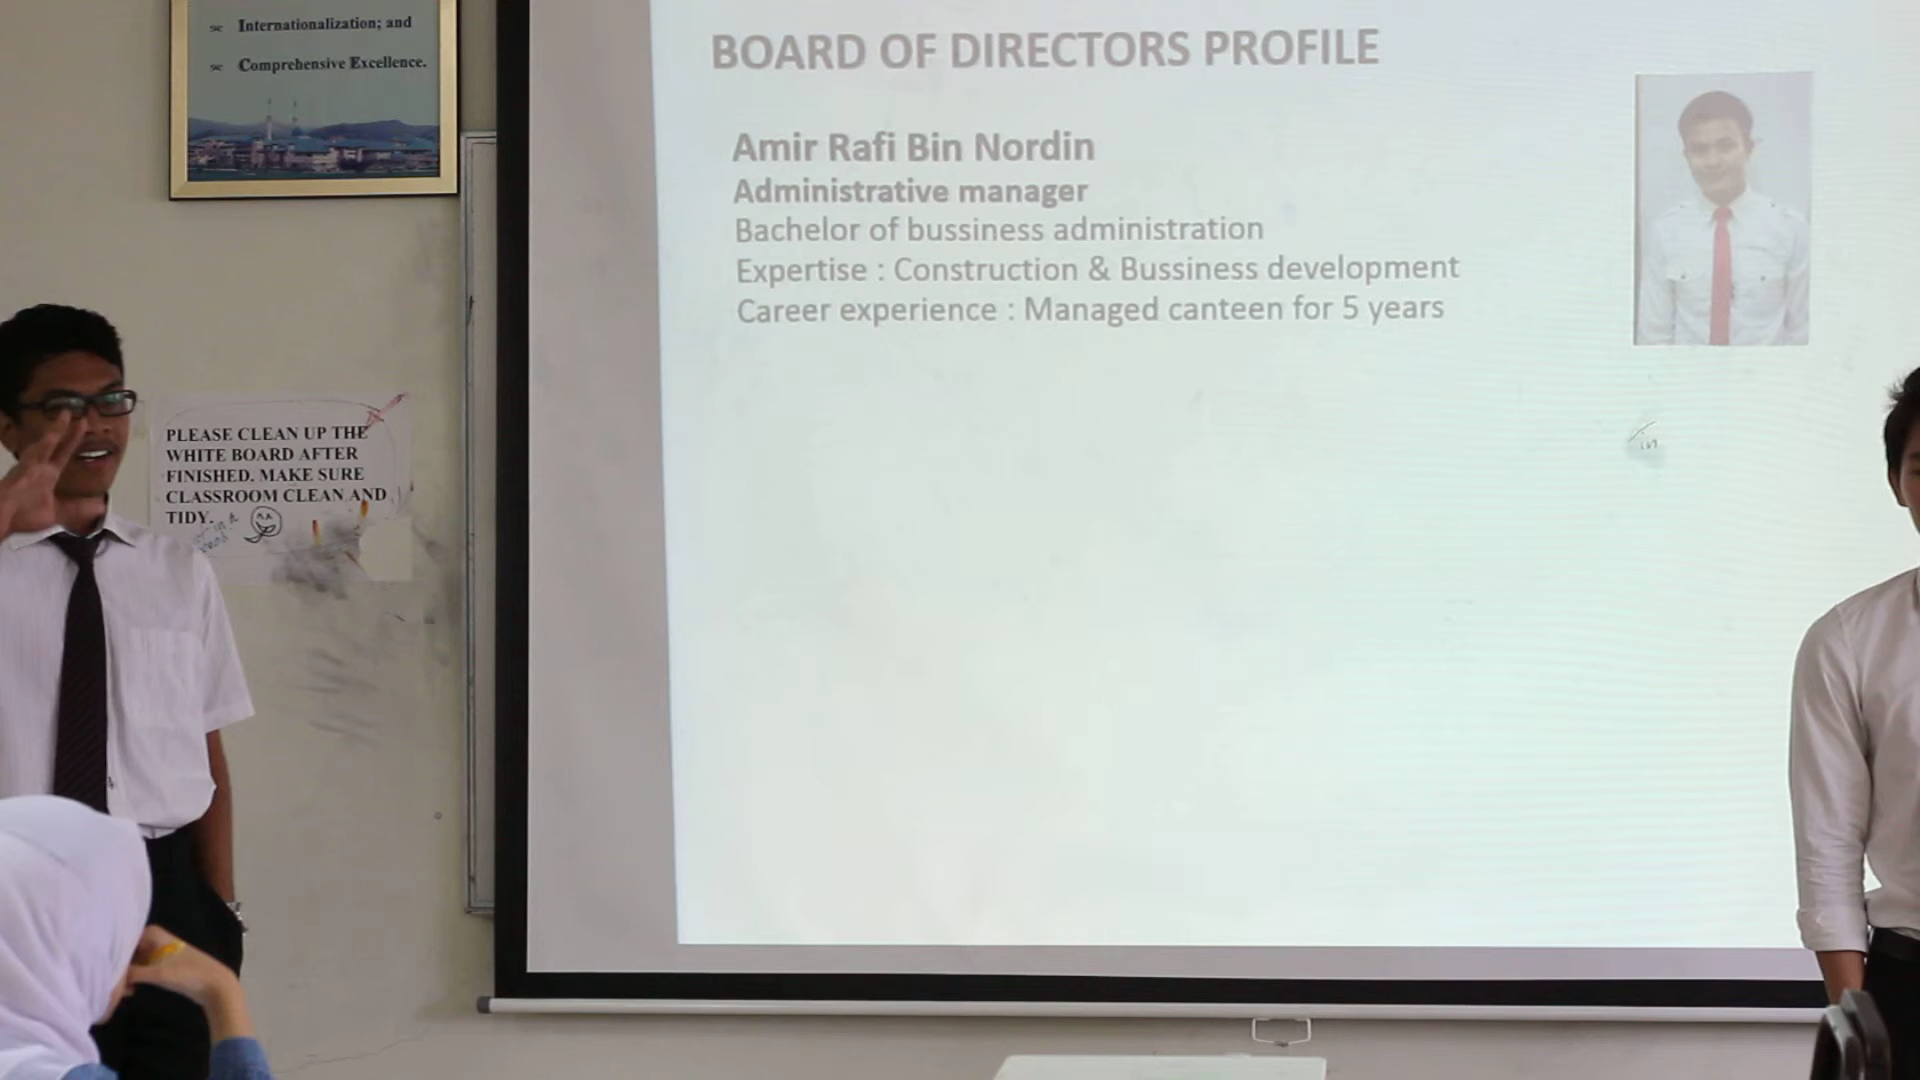 Internationalization; and
Comprehensive Excellence.
BOARD OF DIRECTORS PROFILE
Amir Rafi Bin Nordin
Administrative manager
Bachelor of bussiness administration
Expertise : Construction & Bussiness development
Career experience : Managed canteen for 5 years
in
PLEASE CLEAN UP THE
WHITE BOARD AFTER
FINISHED. MAKE SURE
CLASSROOM CLEAN AND
TIDY.